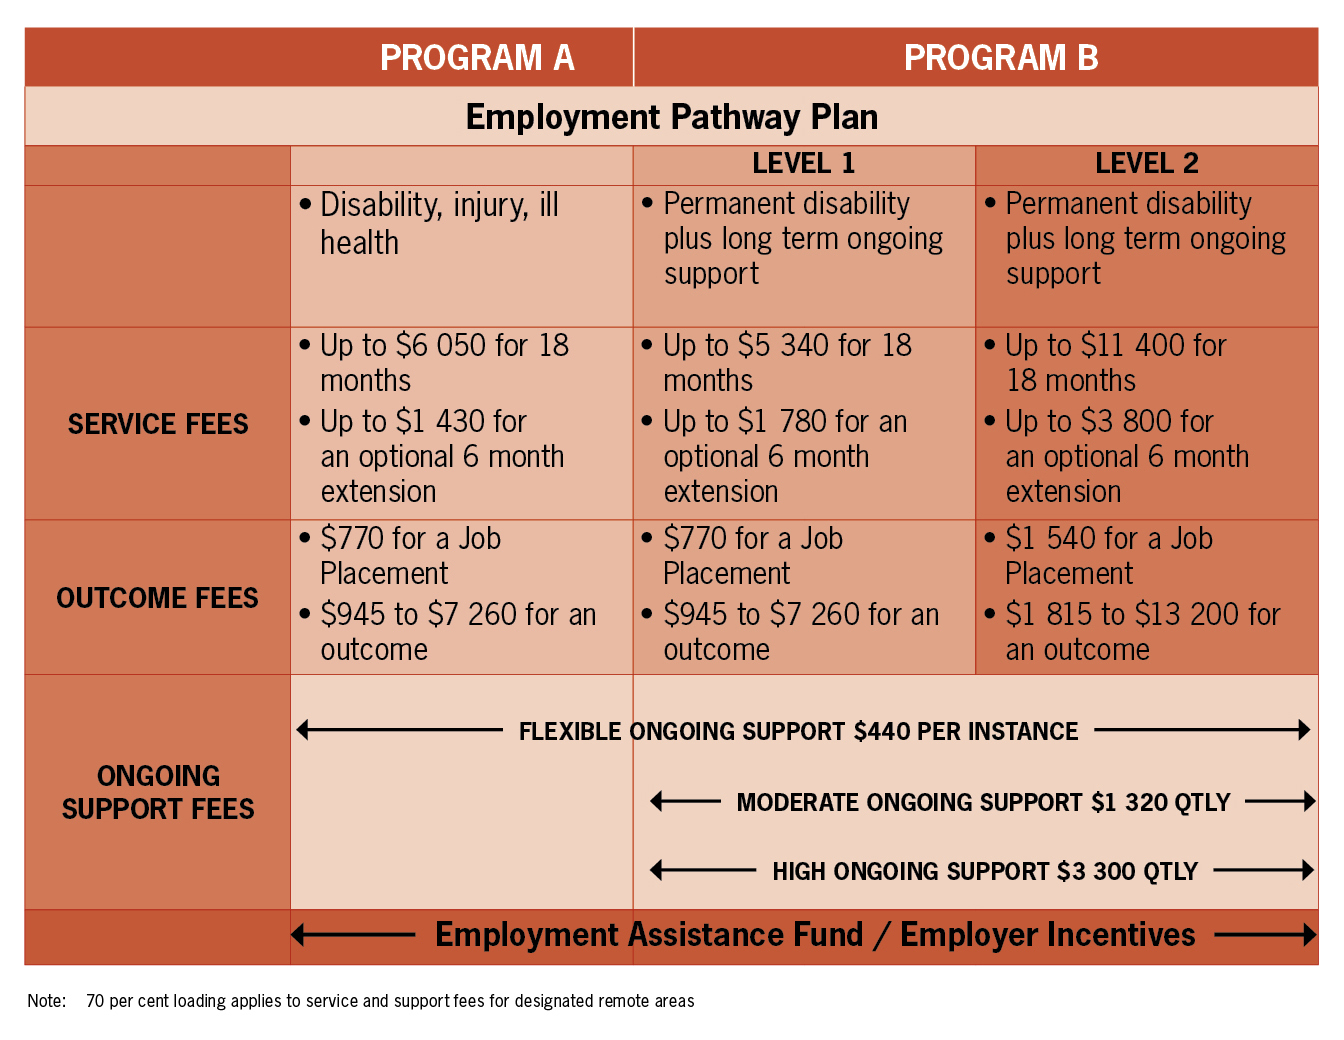 PROGRAM A
PROGRAM B
Employment Pathway Plan
LEVEL 1
LEVEL 2
• Disability, injury, ill
health
• Permanent disability
plus long term ongoing
support
• Permanent disability
plus long term ongoing
support
SERVICE FEES
• Up to $6 050 for 18
months
• Up to $1 430 for
an optional 6 month
extension
• Up to $5 340 for 18
months
• Up to $1 780 for an
optional 6 month
extension
• Up to $11 400 for
18 months
• Up to $3 800 for
an optional 6 month
extension
OUTCOME FEES
• $770 for a Job
Placement
• $945 to $7 260 for an
outcome
• $770 for a Job
Placement
• $945 to $7 260 for an
outcome
• $1 540 for a Job
Placement
• $1 815 to $13 200 for
an outcome
ONGOING
SUPPORT FEES
FLEXIBLE ONGOING SUPPORT $440 PER INSTANCE
MODERATE ONGOING SUPPORT $1 320 QTLY
HIGH ONGOING SUPPORT $3 300 QTLY
Employment Assistance Fund / Employer Incentives
Note: 70 per cent loading applies to service and support fees for designated remote areas